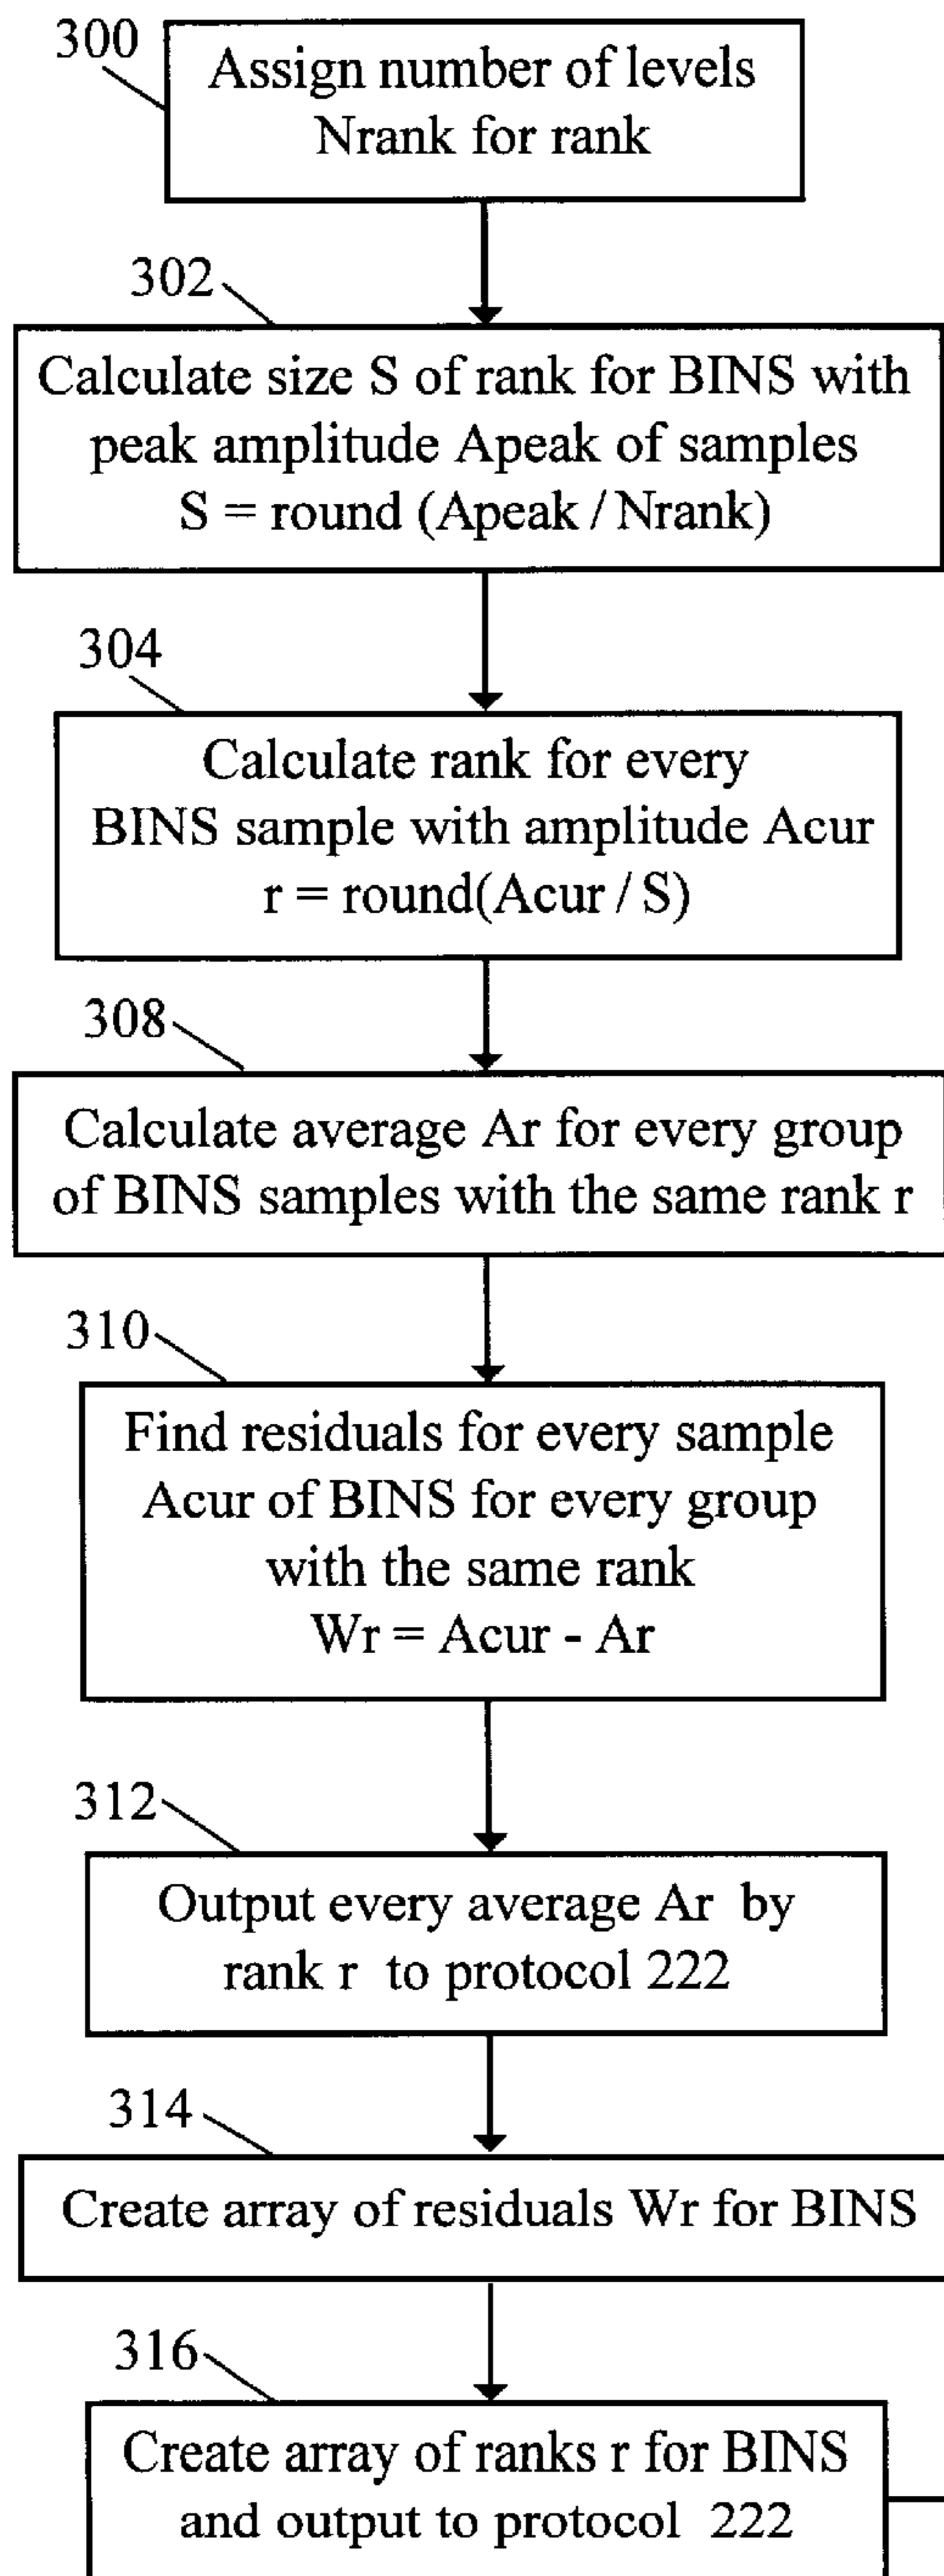 300
Assign number of levels
Nrank for rank
302
Calculate size S of rank for BINS with
peak amplitude Apeak of samples
S = round (Apeak / Nrank)
304
Calculate rank for every
BINS sample with amplitude Acur
r = round(Acur / S)
308
Calculate average Ar for every group
of BINS samples with the same rank r
310
Find residuals for every sample
Acur of BINS for every group
with the same rank
Wr = Acur - Ar
312
Output every average Ar by
rank r to protocol 222
314
Create array of residuals Wr for BINS
316
Create array of ranks r for BINS
and output to protocol 222